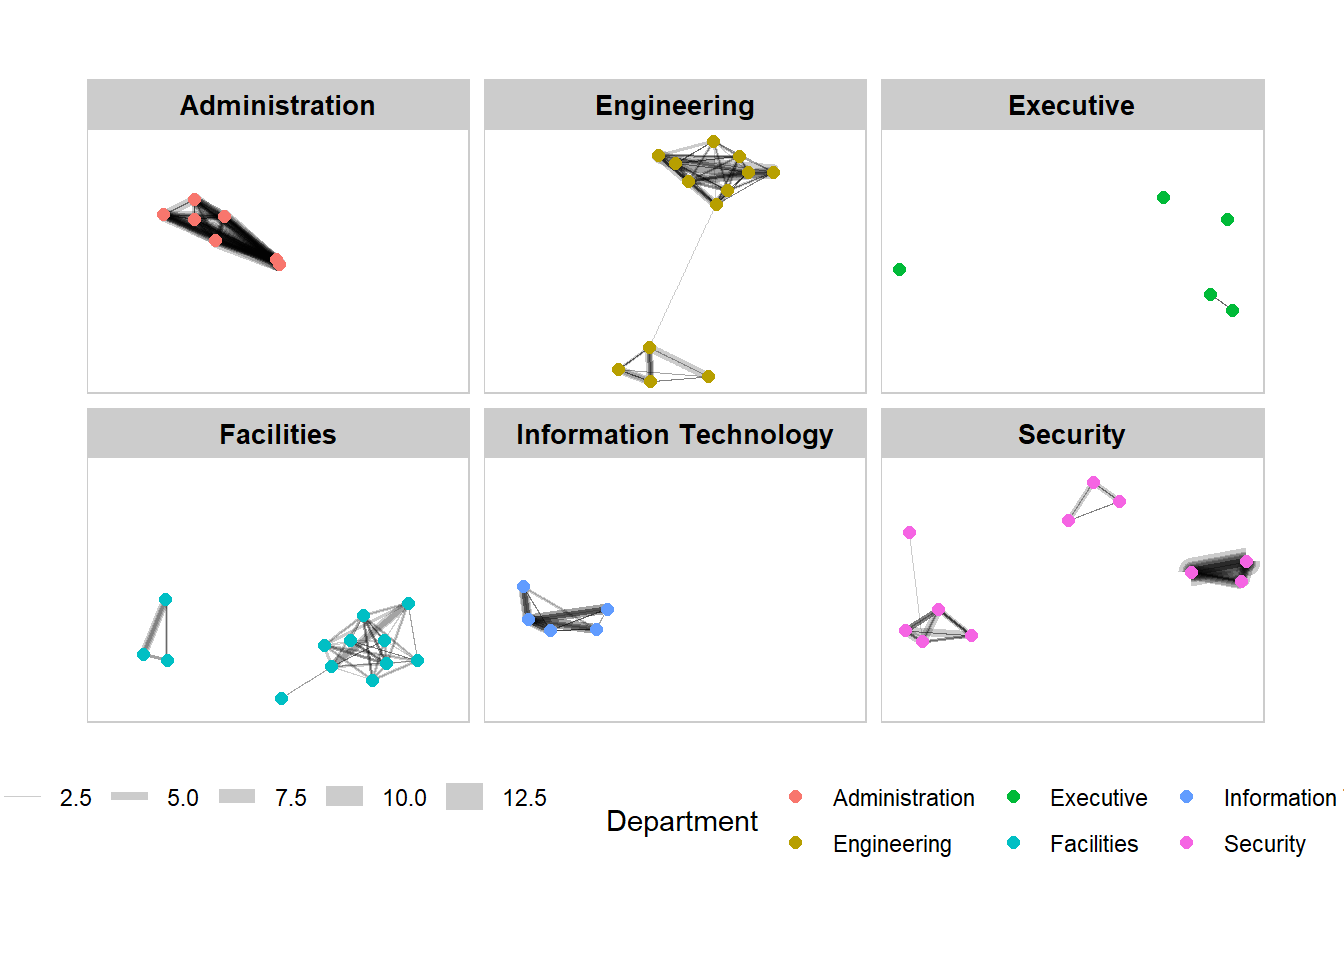 Administration
Engineering
Executive
Facilities
Information Technology
Security
2.5 5.0 7.5 10.0 12.5
Department
Administration Executive Information
Engineering Facilities Security